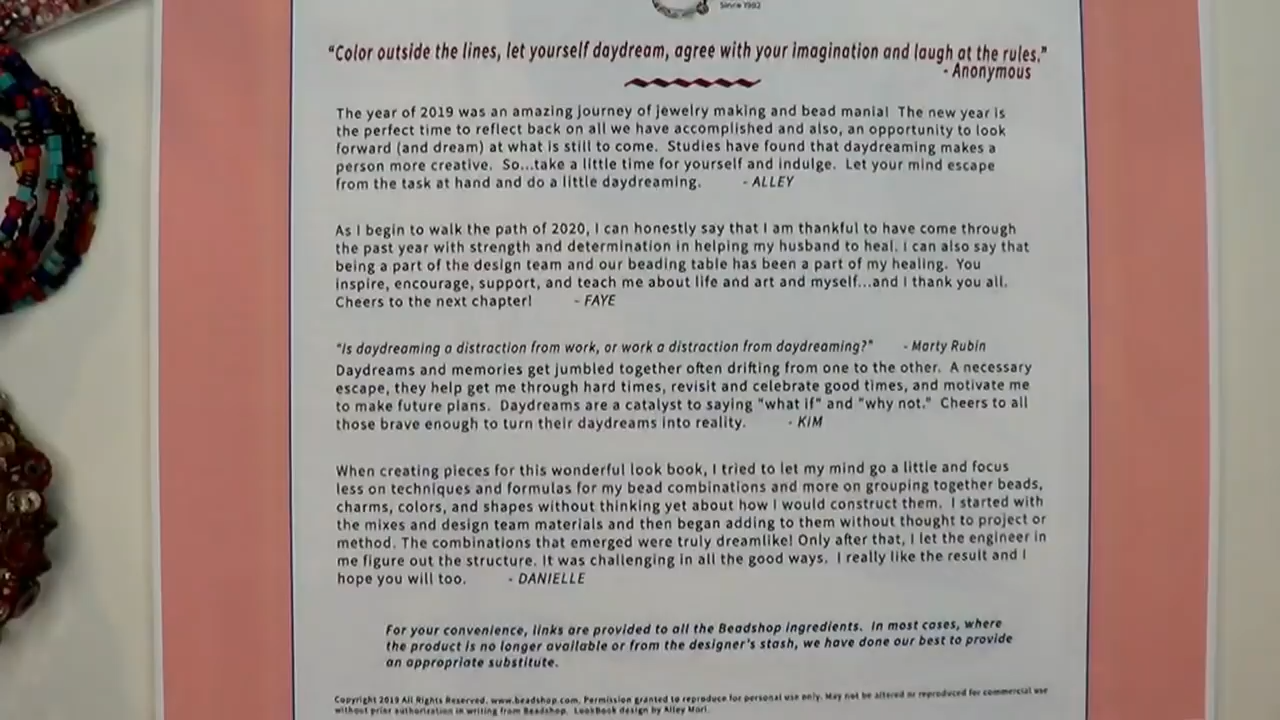 Since 1992
"Color outside the lines, let yourself daydream, agree with your imagination and laugh at the rules."
- Anonymous
The year of 2019 was an amazing journey of jewelry making and bead mania! The new year is
the perfect time to reflect back on all we have accomplished and also, an opportunity to look
forward (and dream) at what is still to come. Studies have found that daydreaming makes a
person more creative. So...take a little time for yourself and indulge. Let your mind escape
from the task at hand and do a little daydreaming. - ALLEY
As I begin to walk the path of 2020, I can honestly say that I am thankful to have come through
the past year with strength and determination in helping my husband to heal. I can also say that
being a part of the design team and our beading table has been a part of my healing. You
inspire, encourage, support, and teach me about life and art and myself...and I thank you all.
Cheers to the next chapter! - FAYE
"Is daydreaming a distraction from work, or work a distraction from daydreaming?" - Marty Rubin
Daydreams and memories get jumbled together often drifting from one to the other. A necessary
escape, they help get me through hard times, revisit and celebrate good times, and motivate me
to make future plans. Daydreams are a catalyst to saying "what if" and "why not." Cheers to all
those brave enough to turn their daydreams into reality. - KIM
When creating pieces for this wonderful look book, I tried to let my mind go a little and focus
less on techniques and formulas for my bead combinations and more on grouping together beads,
charms, colors, and shapes without thinking yet about how I would construct them. I started with
the mixes and design team materials and then began adding to them without thought to project or
method. The combinations that emerged were truly dreamlike! Only after that, I let the engineer in
me figure out the structure. It was challenging in all the good ways. I really like the result and I
hope you will too. - DANIELLE
For your convenience, links are provided to all the Beadshop ingredients. In most cases, where
the product is no longer available or from the designer's stash, we have done our best to provide
an appropriate substitute.
Copyright 2019 All Rights Reserved. www.beadshop.com. Permission granted to reproduce for personal use only. May not be altered or reproduced for commercial use
without prior authorization in writing from Beadshop. LookBook design by Alley Mori.